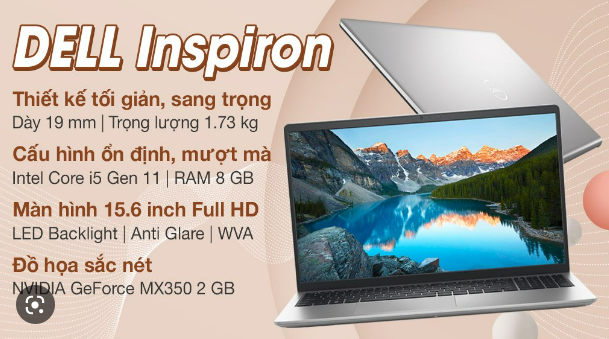 DELL Inspiron
Thiết kế tối giản, sang trọng
Dày 19 mm | Trọng lượng 1.73 kg
Cấu hình ổn định, mượt mà
Intel Core i5 Gen 11 | RAM 8 GB
Màn hình 15.6 inch Full HD
LED Backlight | Anti Glare | WVA
Đồ họa sắc nét
NVIDIA GeForce MX350 2 GB
DELL